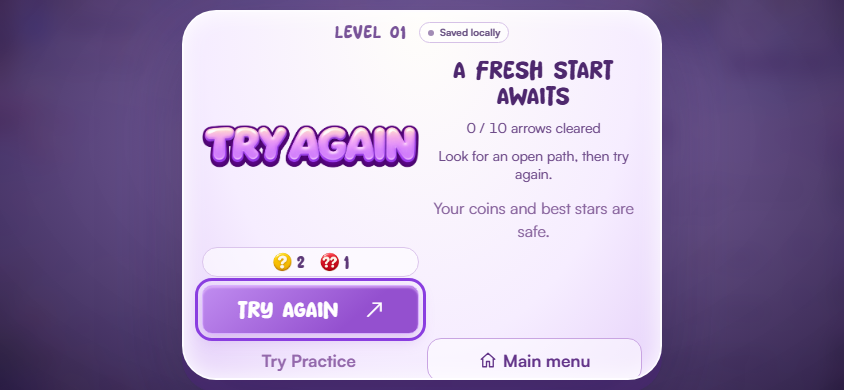 LEVEL 01
Saved locally
TRY AGAIN
A FRESH START
AWAITS
0 / 10 arrows cleared
Look for an open path, then try
again.
Your coins and best stars are
safe.
? 2 ?? 1
TRY AGAIN
Try Practice
Main menu